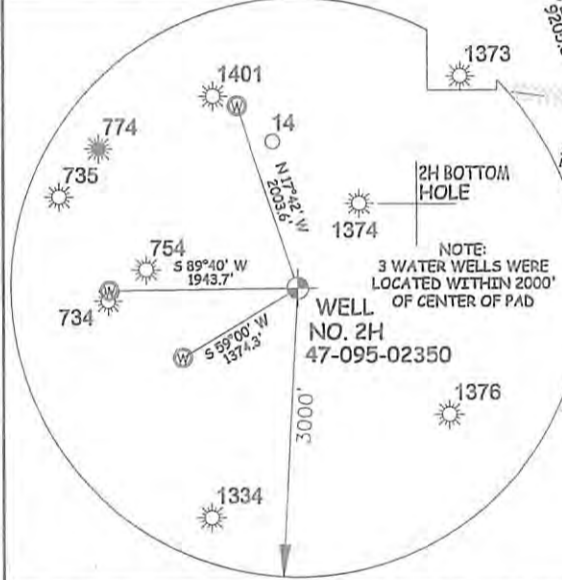 9205.
1373
1401
774
14
735
N 17°42' W
2003.6'
2H BOTTOM
HOLE
1374
754
S 89°40' W
1943.7'
NOTE:
3 WATER WELLS WERE
LOCATED WITHIN 2000'
OF CENTER OF PAD
W
W
W
734
WELL
NO. 2H
47-095-02350
S 59°00' W
1374.3'
1376
3000'
1334